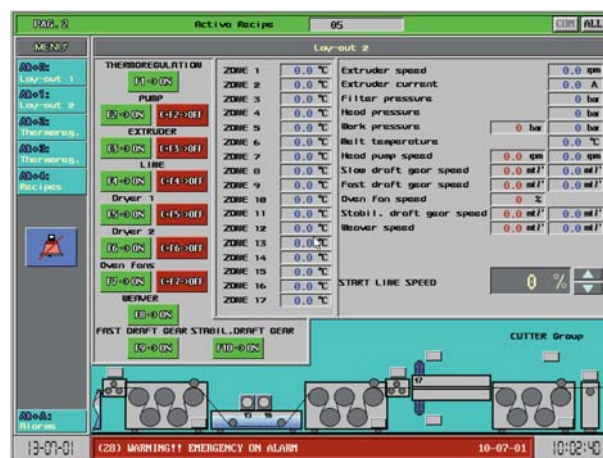 PAG. 2
Active Recipe
05
COM
ALL
MENU
Lay-out 2
Lay-out 1
Lay-out 2
Thermoreg.
Thermoreg.
Recipes
Alarms
THERMOREGULATION
F1->ON
PUMP
F2->ON
C-F2->OFF
EXTRUDER
F3->ON
C-F3->OFF
LINE
F4->ON
C-F4->OFF
Dryer 1
F5->ON
C-F5->OFF
Dryer 2
F6->ON
C-F6->OFF
Oven Fans
F7->ON
C-F7->OFF
WEAVER
F8->ON
FAST DRAFT GEAR STABIL.DRAFT GEAR
F9->ON
F10->ON
ZONE 1 0.0 °C
ZONE 2 0.0 °C
ZONE 3 0.0 °C
ZONE 4 0.0 °C
ZONE 5 0.0 °C
ZONE 6 0.0 °C
ZONE 7 0.0 °C
ZONE 8 0.0 °C
ZONE 9 0.0 °C
ZONE 10 0.0 °C
ZONE 11 0.0 °C
ZONE 12 0.0 °C
ZONE 13 0.0 °C
ZONE 14 0.0 °C
ZONE 15 0.0 °C
ZONE 16 0.0 °C
ZONE 17 0.0 °C
Extruder speed 0.0 rpm
Extruder current 0.0 A
Filter pressure 0 bar
Head pressure 0 bar
Work pressure 0 bar 0 bar
Melt temperature 0.0 °C
Head pump speed 0.0 rpm 0.0 rpm
Slow draft gear speed 0.0 mt/' 0.0 mt/'
Fast draft gear speed 0.0 mt/' 0.0 mt/'
Oven fan speed 0 %
Stabil. draft gear speed 0.0 mt/' 0.0 mt/'
Weaver speed 0.0 mt/' 0.0 mt/'
START LINE SPEED 0 %
CUTTER Group
17
15 16
13-07-01
(28) WARNING!! EMERGENCY ON ALARM 10-07-01
10:02:40